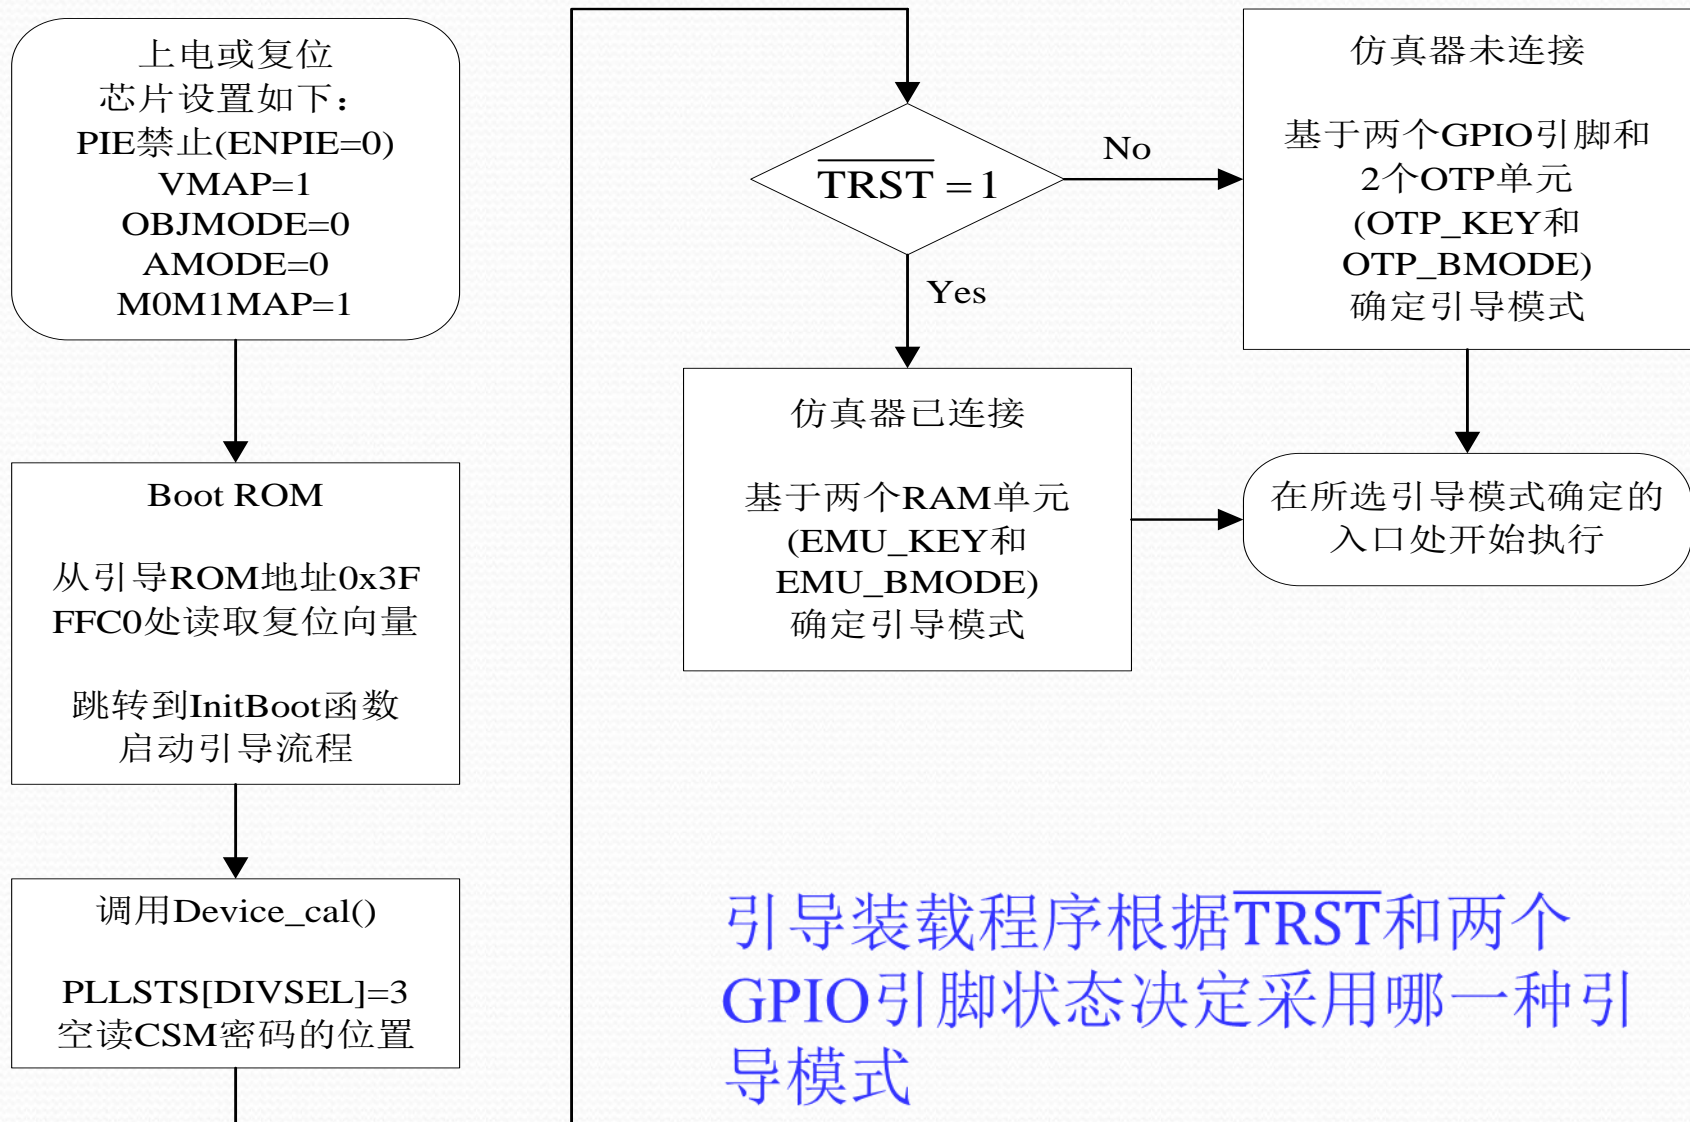 上电或复位
芯片设置如下：
PIE禁止(ENPIE=0)
VMAP=1
OBJMODE=0
AMODE=0
M0M1MAP=1
Boot ROM
从引导ROM地址0x3F
FFC0处读取复位向量
跳转到InitBoot函数
启动引导流程
调用Device_cal()
PLLSTS[DIVSEL]=3
空读CSM密码的位置
T̅R̅S̅T̅ = 1
No
Yes
仿真器已连接
基于两个RAM单元
(EMU_KEY和
EMU_BMODE)
确定引导模式
仿真器未连接
基于两个GPIO引脚和
2个OTP单元
(OTP_KEY和
OTP_BMODE)
确定引导模式
在所选引导模式确定的
入口处开始执行
引导装载程序根据T̅R̅S̅T̅和两个
GPIO引脚状态决定采用哪一种引
导模式